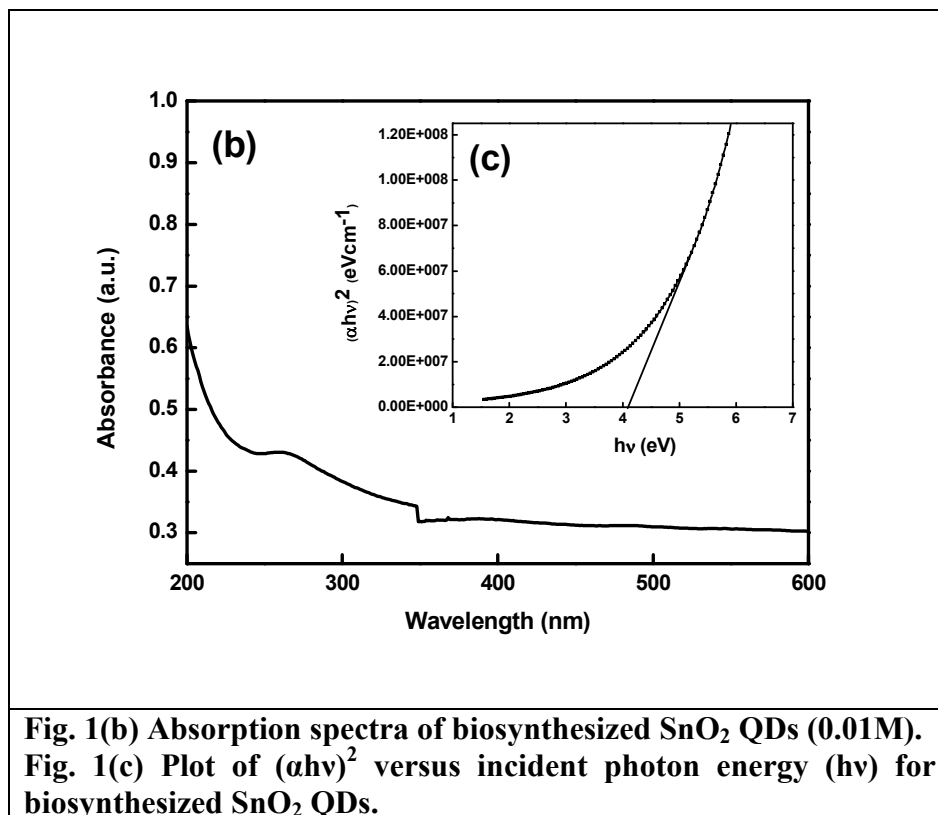 (b)
(c)
1.0
0.9
0.8
0.7
0.6
0.5
0.4
0.3
Absorbance (a.u.)
200 300 400 500 600
Wavelength (nm)
1.20E+008
1.00E+008
8.00E+007
6.00E+007
4.00E+007
2.00E+007
0.00E+000
(αhν)² (eVcm⁻¹)
1 2 3 4 5 6 7
hν (eV)
Fig. 1(b) Absorption spectra of biosynthesized SnO₂ QDs (0.01M).
Fig. 1(c) Plot of (αhν)² versus incident photon energy (hν) for
biosynthesized SnO₂ QDs.